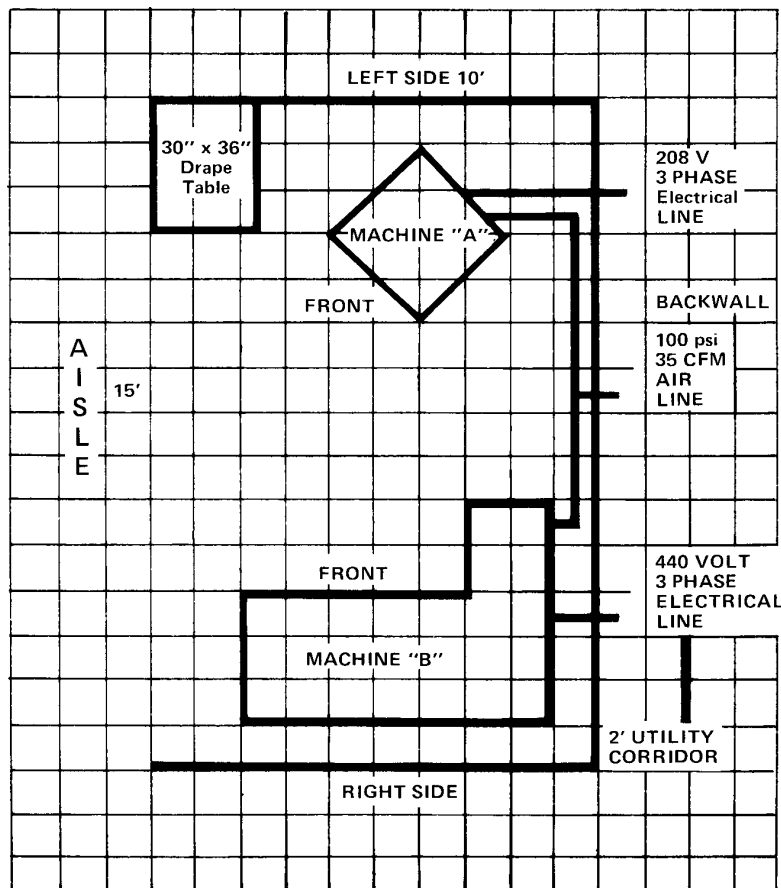 LEFT SIDE 10'
30" x 36"
Drape
Table
208 V
3 PHASE
Electrical
LINE
MACHINE "A"
FRONT
BACKWALL
AISLE
15'
100 psi
35 CFM
AIR
LINE
FRONT
440 VOLT
3 PHASE
ELECTRICAL
LINE
MACHINE "B"
2' UTILITY
CORRIDOR
RIGHT SIDE